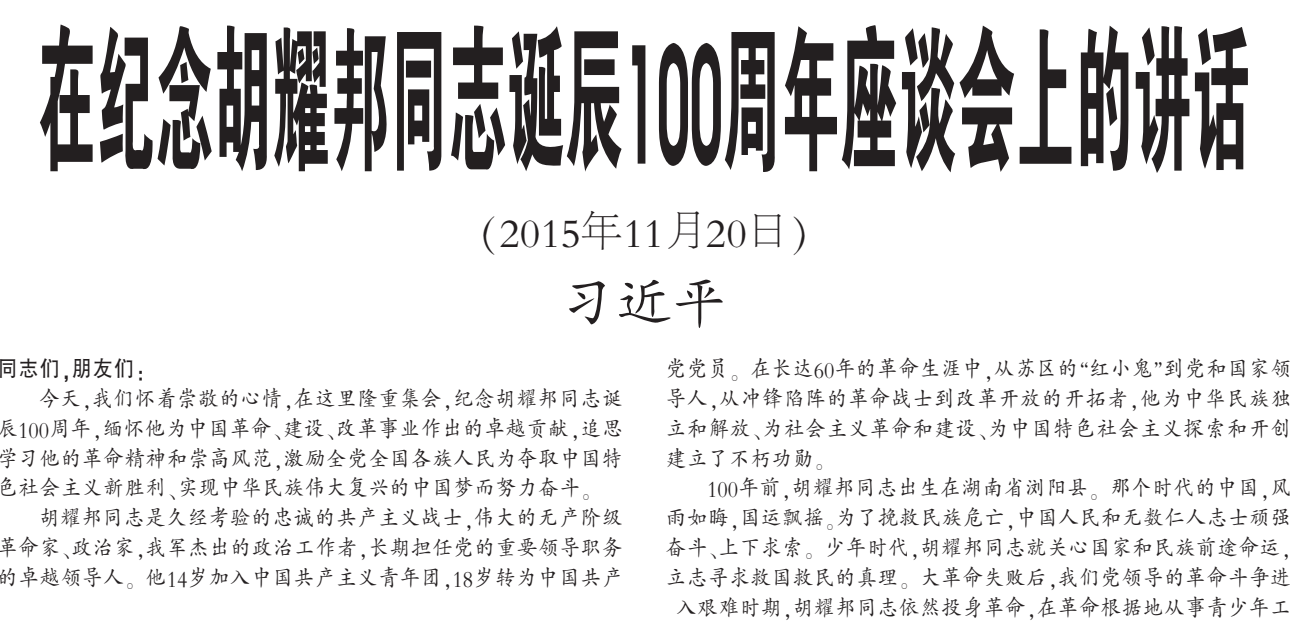 在纪念胡耀邦同志诞辰100周年座谈会上的讲话
(2015年11月20日)
习近平
同志们,朋友们:
今天,我们怀着崇敬的心情,在这里隆重集会,纪念胡耀邦同志诞
辰100周年,缅怀他为中国革命、建设、改革事业作出的卓越贡献,追思
学习他的革命精神和崇高风范,激励全党全国各族人民为夺取中国特
色社会主义新胜利、实现中华民族伟大复兴的中国梦而努力奋斗。
胡耀邦同志是久经考验的忠诚的共产主义战士,伟大的无产阶级
革命家、政治家,我军杰出的政治工作者,长期担任党的重要领导职务
的卓越领导人。他14岁加入中国共产主义青年团,18岁转为中国共产
党党员。在长达60年的革命生涯中,从苏区的“红小鬼”到党和国家领
导人,从冲锋陷阵的革命战士到改革开放的开拓者,他为中华民族独
立和解放、为社会主义革命和建设、为中国特色社会主义探索和开创
建立了不朽功勋。
100年前,胡耀邦同志出生在湖南省浏阳县。那个时代的中国,风
雨如晦,国运飘摇。为了挽救民族危亡,中国人民和无数仁人志士顽强
奋斗、上下求索。少年时代,胡耀邦同志就关心国家和民族前途命运,
立志寻求救国救民的真理。大革命失败后,我们党领导的革命斗争进
入艰难时期,胡耀邦同志依然投身革命,在革命根据地从事青少年工